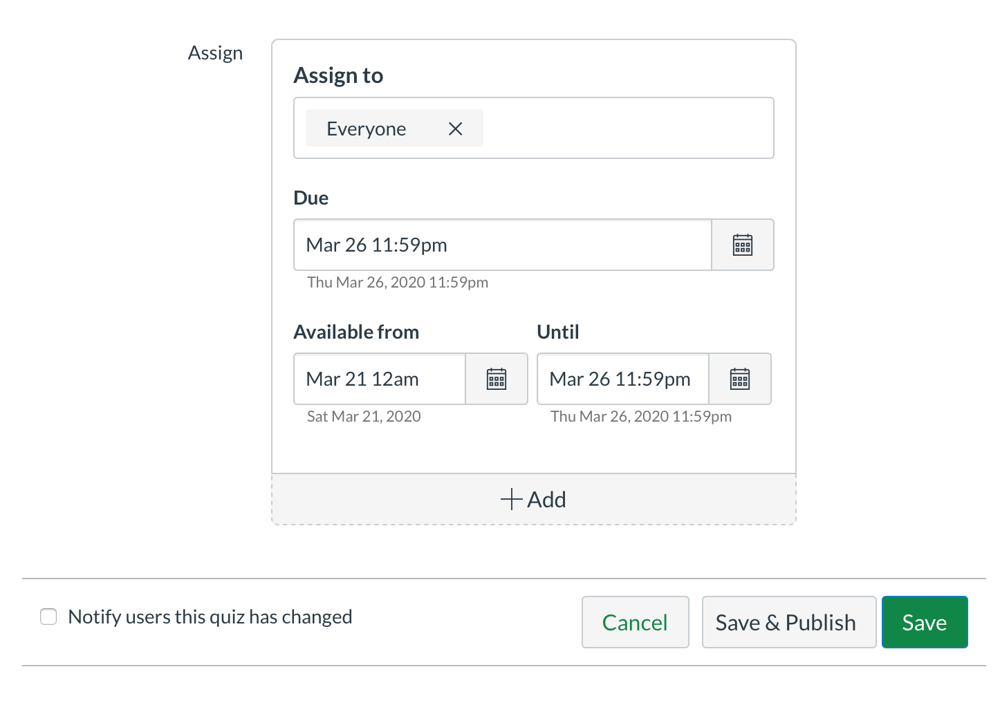 Assign
Assign to
Everyone
Due
Mar 26 11:59pm
Thu Mar 26, 2020 11:59pm
Available from
Until
Mar 21 12am
Mar 26 11:59pm
Sat Mar 21, 2020
Thu Mar 26, 2020 11:59pm
Add
Notify users this quiz has changed
Cancel
Save & Publish
Save